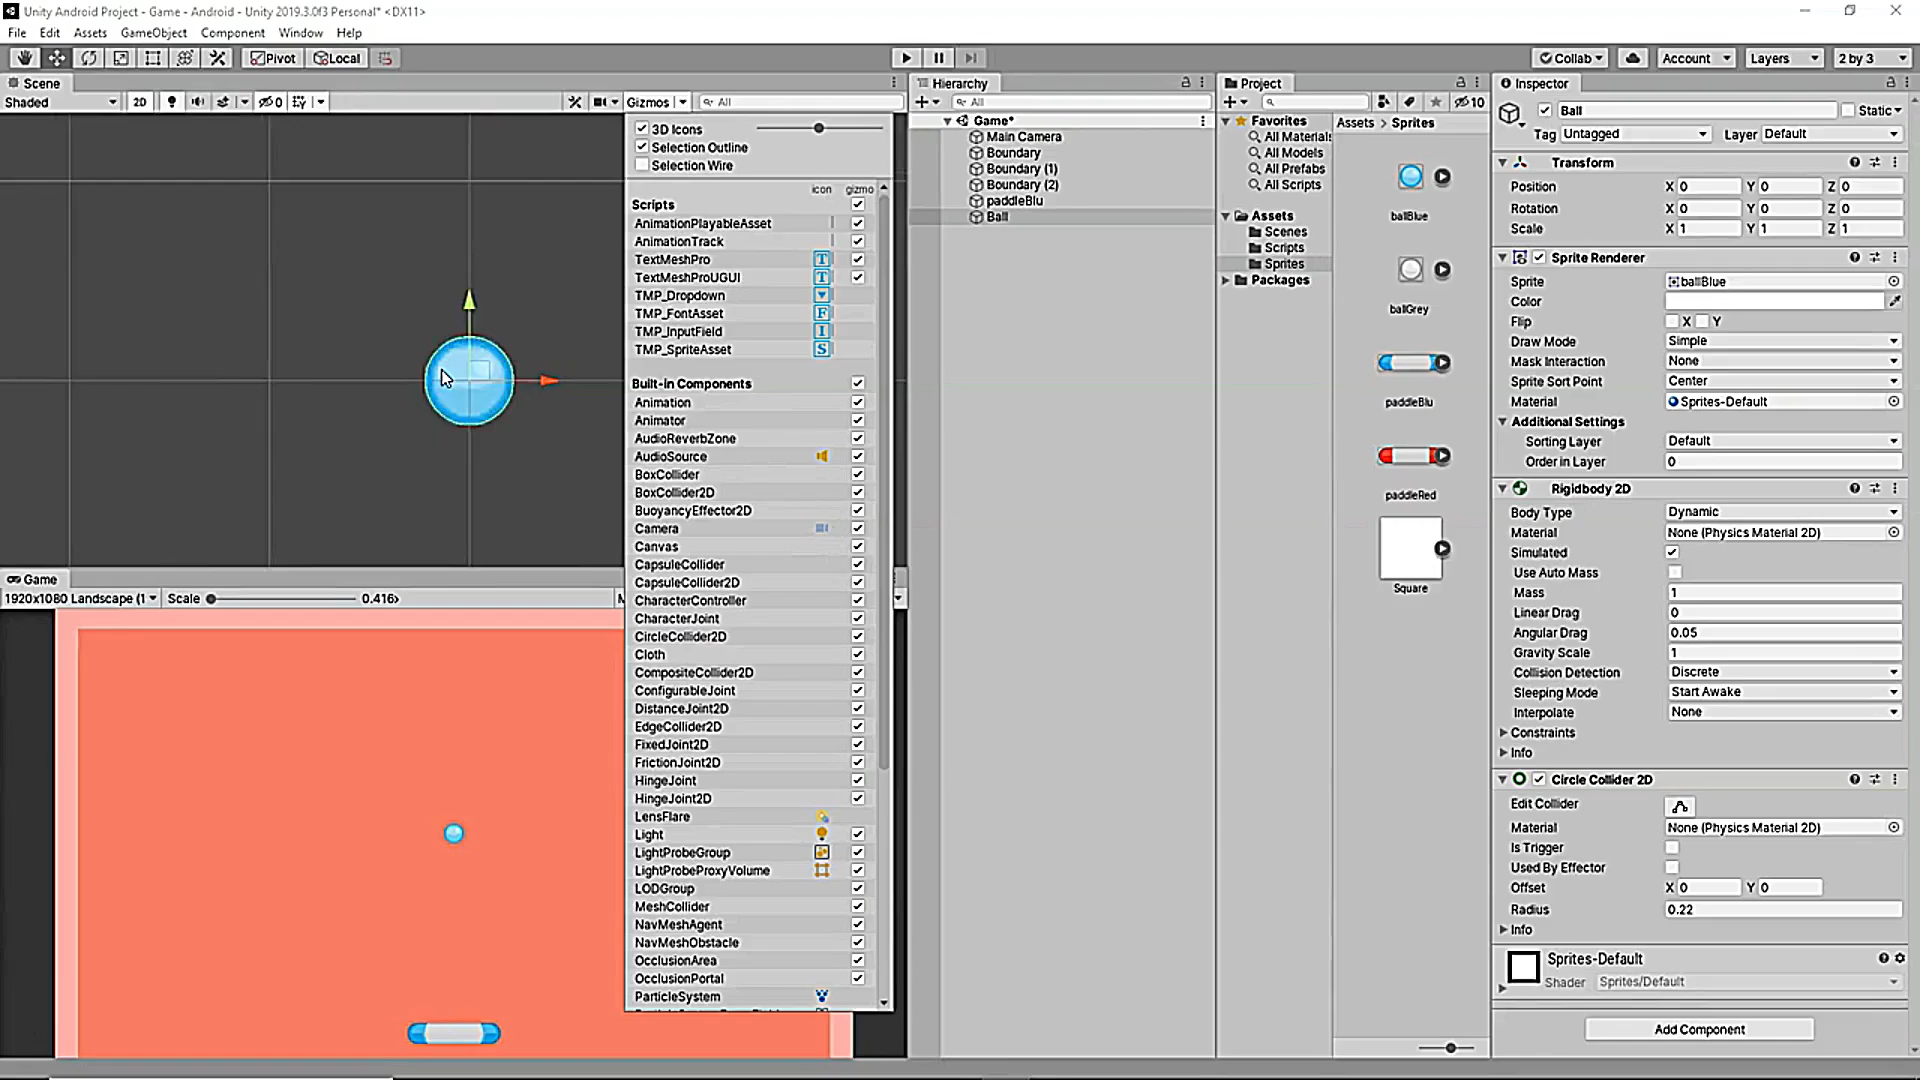 Unity Android Project - Game - Android - Unity 2019.3.0f3 Personal* <DX11>
File Edit Assets GameObject Component Window Help
Pivot Local
Collab Account Layers 2 by 3
Scene
Shaded 2D 0 Gizmos All
3D Icons
Selection Outline
Selection Wire
icon gizmo
Scripts
AnimationPlayableAsset
AnimationTrack
TextMeshPro
TextMeshProUGUI
TMP_Dropdown
TMP_FontAsset
TMP_InputField
TMP_SpriteAsset
Built-in Components
Animation
Animator
AudioReverbZone
AudioSource
BoxCollider
BoxCollider2D
BuoyancyEffector2D
Camera
Canvas
CapsuleCollider
CapsuleCollider2D
CharacterController
CharacterJoint
CircleCollider2D
Cloth
CompositeCollider2D
ConfigurableJoint
DistanceJoint2D
EdgeCollider2D
FixedJoint2D
FrictionJoint2D
HingeJoint
HingeJoint2D
LensFlare
Light
LightProbeGroup
LightProbeProxyVolume
LODGroup
MeshCollider
NavMeshAgent
NavMeshObstacle
OcclusionArea
OcclusionPortal
ParticleSystem
Game
1920x1080 Landscape (1 Scale 0.416x
Hierarchy
All
Game*
Main Camera
Boundary
Boundary (1)
Boundary (2)
paddleBlu
Ball
Project
10
Favorites
All Materials
All Models
All Prefabs
All Scripts
Assets
Scenes
Scripts
Sprites
Packages
Assets > Sprites
ballBlue
ballGrey
paddleBlu
paddleRed
Square
Inspector
Ball Static
Tag Untagged Layer Default
Transform
Position X 0 Y 0 Z 0
Rotation X 0 Y 0 Z 0
Scale X 1 Y 1 Z 1
Sprite Renderer
Sprite ballBlue
Color
Flip X Y
Draw Mode Simple
Mask Interaction None
Sprite Sort Point Center
Material Sprites-Default
Additional Settings
Sorting Layer Default
Order in Layer 0
Rigidbody 2D
Body Type Dynamic
Material None (Physics Material 2D)
Simulated
Use Auto Mass
Mass 1
Linear Drag 0
Angular Drag 0.05
Gravity Scale 1
Collision Detection Discrete
Sleeping Mode Start Awake
Interpolate None
Constraints
Info
Circle Collider 2D
Edit Collider
Material None (Physics Material 2D)
Is Trigger
Used By Effector
Offset X 0 Y 0
Radius 0.22
Info
Sprites-Default
Shader Sprites/Default
Add Component